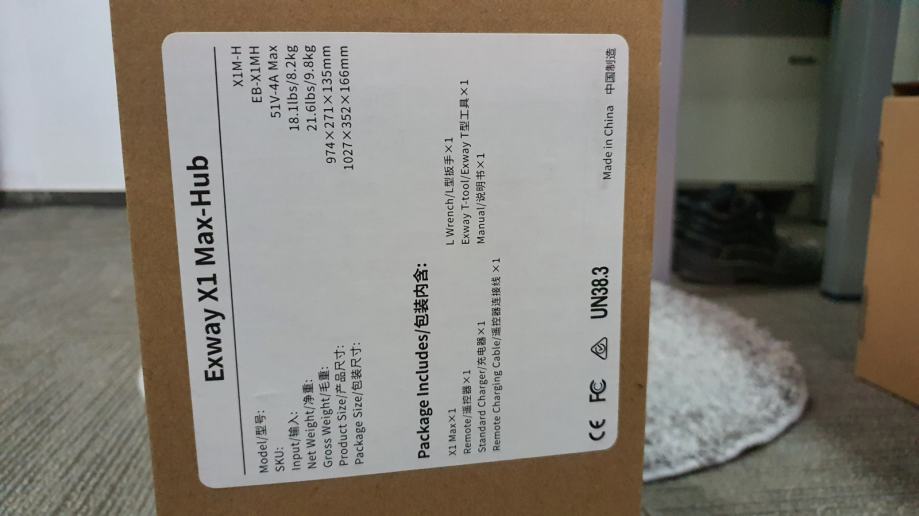 Exway X1 Max-Hub
Model/型号: X1M-H
SKU: EB-X1MH
Input/输入: 51V⎓4A Max
Net Weight/净重: 18.1lbs/8.2kg
Gross Weight/毛重: 21.6lbs/9.8kg
Product Size/产品尺寸: 974×271×135mm
Package Size/包装尺寸: 1027×352×166mm
Package Includes/包装内含:
X1 Max×1
Remote/遥控器×1
Standard Charger/充电器×1
Remote Charging Cable/遥控器连接线 ×1
L Wrench/L型扳手×1
Exway T-tool/Exway T型工具×1
Manual/说明书×1
CE FC UN38.3
Made in China 中国制造